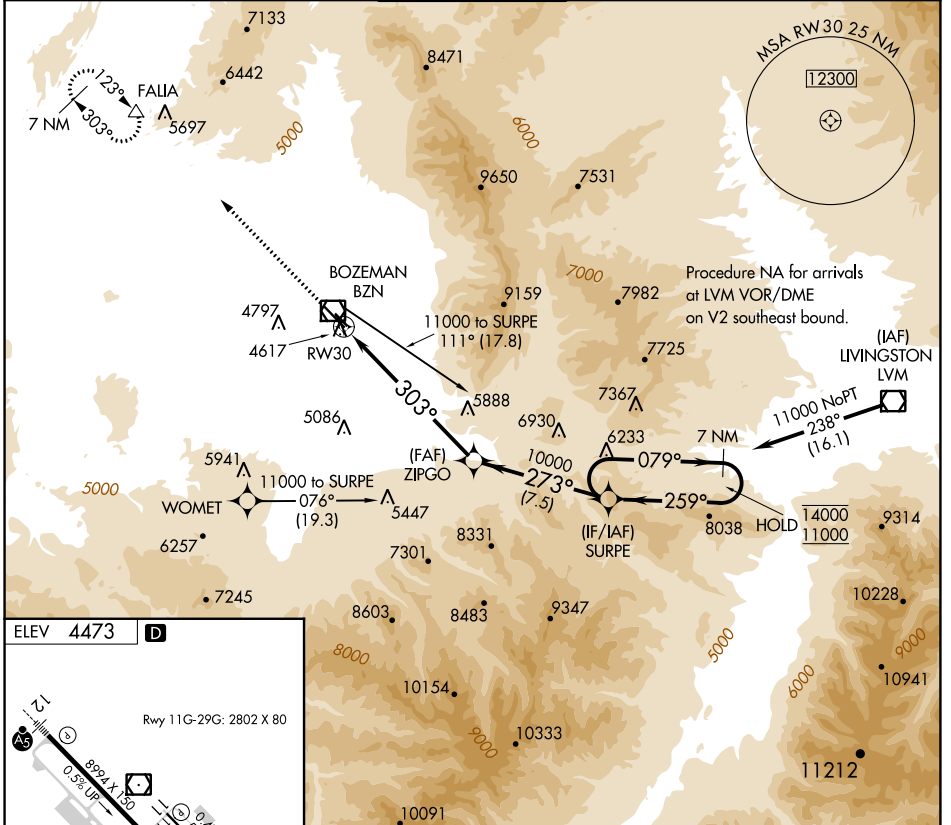 7133
8471
6442
MSA RW30 25 NM
12300
123°
FALIA
5697
303°
7 NM
5000
6000
9650
7531
BOZEMAN
BZN
7000
Procedure NA for arrivals
at LVM VOR/DME
on V2 southeast bound.
9159
7982
4797
4617
RW30
11000 to SURPE
111° (17.8)
7725
(IAF)
LIVINGSTON
LVM
303°
5888
7367
11000 NoPT
238°
(16.1)
5086
6930
6233
7 NM
(FAF)
ZIPGO
10000
273°
(7.5)
079°
5941
5000
11000 to SURPE
076°
(19.3)
WOMET
5447
259°
(IF/IAF)
SURPE
8038
HOLD
14000
11000
9314
6257
8331
7301
7245
8603
8483
9347
10228
9000
ELEV 4473 D
8000
5000
10941
6000
10154
12
Rwy 11G-29G: 2802 X 80
A5
P
8994 X 150
0.5% UP
P
9000
10333
11212
10091